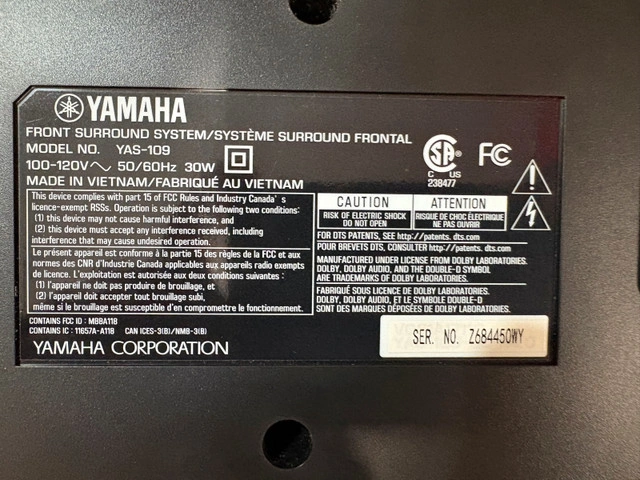 YAMAHA
FRONT SURROUND SYSTEM/SYSTÈME SURROUND FRONTAL
MODEL NO. YAS-109
100-120V～ 50/60Hz 30W
MADE IN VIETNAM/FABRIQUÉ AU VIETNAM
C US
238477
FC
This device complies with part 15 of FCC Rules and Industry Canada's
licence-exempt RSSs. Operation is subject to the following two conditions:
(1) this device may not cause harmful interference, and
(2) this device must accept any interference received, including
interference that may cause undesired operation.
Le présent appareil est conforme à la partie 15 des règles de la FCC et aux
normes des CNR d'Industrie Canada applicables aux appareils radio exempts
de licence. L'exploitation est autorisée aux deux conditions suivantes :
(1) l'appareil ne doit pas produire de brouillage, et
(2) l'appareil doit accepter tout brouillage subi,
même si le brouillage est susceptible d'en compromettre le fonctionnement.
CAUTION
RISK OF ELECTRIC SHOCK
DO NOT OPEN
ATTENTION
RISQUE DE CHOC ÉLECTRIQUE
NE PAS OUVRIR
FOR DTS PATENTS, SEE http://patents.dts.com
POUR BREVETS DTS, CONSULTER http://patents.dts.com
MANUFACTURED UNDER LICENSE FROM DOLBY LABORATORIES.
DOLBY, DOLBY AUDIO, AND THE DOUBLE-D SYMBOL
ARE TRADEMARKS OF DOLBY LABORATORIES.
FABRIQUÉ SOUS LICENCE DE DOLBY LABORATORIES.
DOLBY, DOLBY AUDIO, ET LE SYMBOLE DOUBLE-D
SONT DES MARQUES DÉPOSÉES DE DOLBY LABORATORIES.
CONTAINS FCC ID : MBBA118
CONTAINS IC : 11657A-A118 CAN ICES-3(B)/NMB-3(B)
YAMAHA CORPORATION
SER. NO. Z684450WY